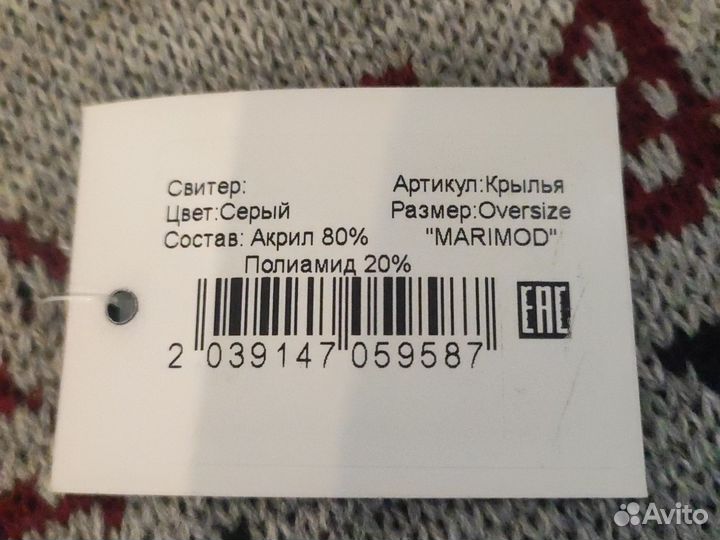 Свитер: Артикул:Крылья
Цвет:Серый Размер:Oversize
Состав: Акрил 80% "MARIMOD"
Полиамид 20%
EAC
2 039147 059587
Avito